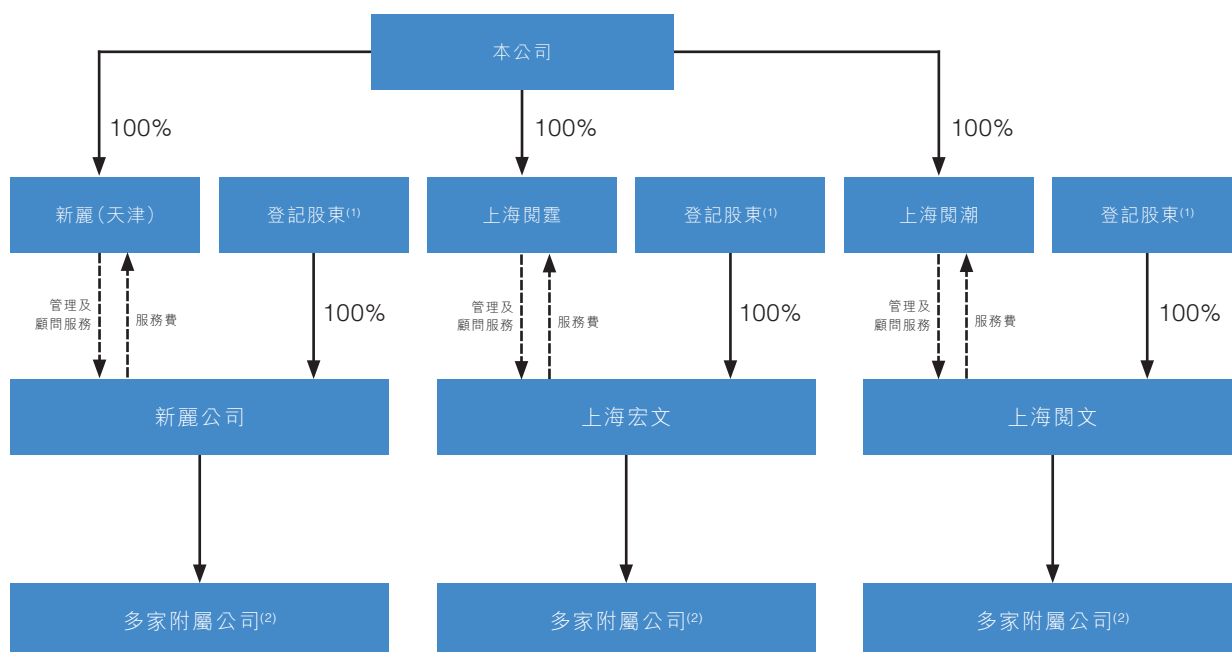 本公司
100%
100%
100%
新麗(天津)
登記股東(1)
上海閱霆
登記股東(1)
上海閱潮
登記股東(1)
管理及
顧問服務
服務費
100%
管理及
顧問服務
服務費
100%
管理及
顧問服務
服務費
100%
新麗公司
上海宏文
上海閱文
多家附屬公司(2)
多家附屬公司(2)
多家附屬公司(2)